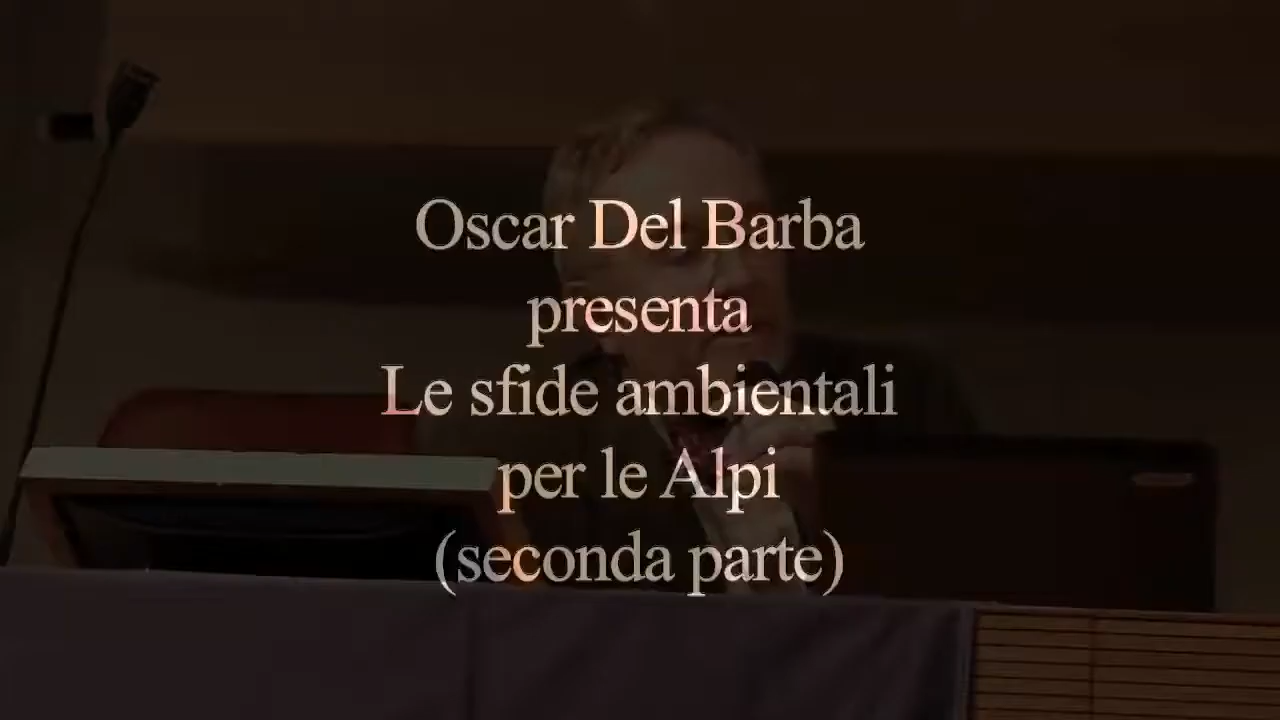 Oscar Del Barba
presenta
Le sfide ambientali
per le Alpi
(seconda parte)